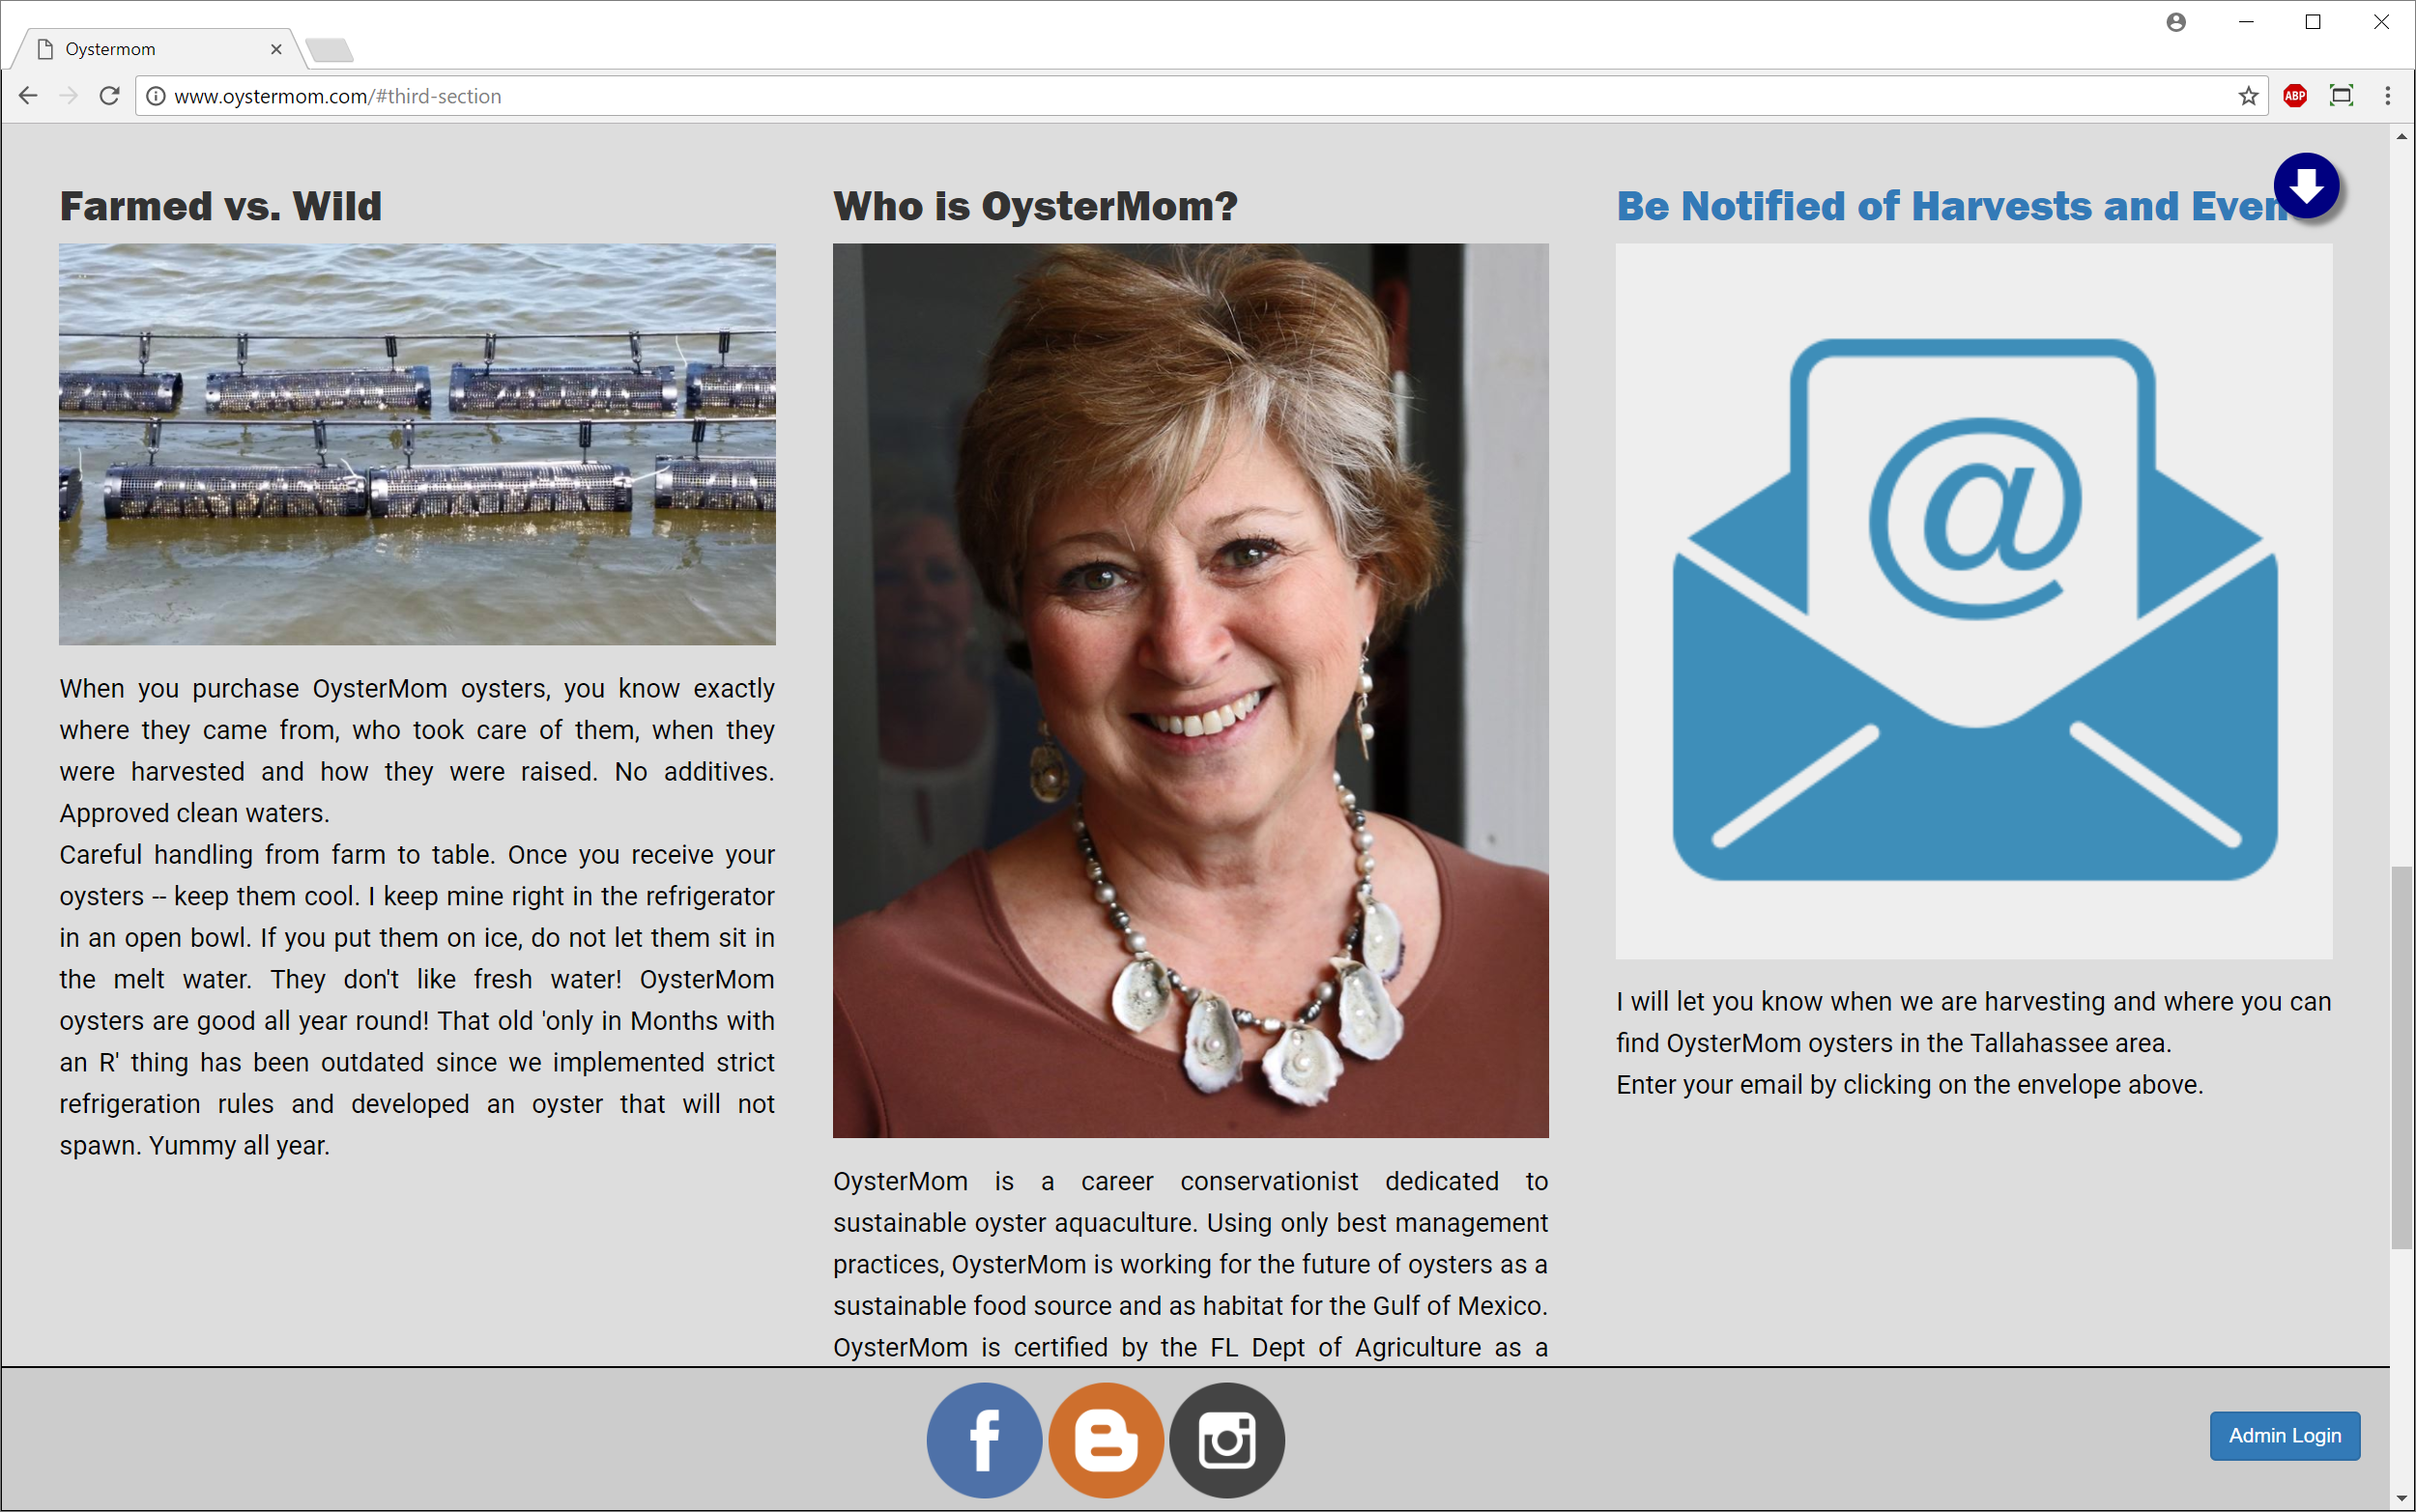 Oystermom
www.oystermom.com/#third-section
ABP
Farmed vs. Wild
When you purchase OysterMom oysters, you know exactly
where they came from, who took care of them, when they
were harvested and how they were raised. No additives.
Approved clean waters.
Careful handling from farm to table. Once you receive your
oysters -- keep them cool. I keep mine right in the refrigerator
in an open bowl. If you put them on ice, do not let them sit in
the melt water. They don't like fresh water! OysterMom
oysters are good all year round! That old 'only in Months with
an R' thing has been outdated since we implemented strict
refrigeration rules and developed an oyster that will not
spawn. Yummy all year.
Who is OysterMom?
OysterMom is a career conservationist dedicated to
sustainable oyster aquaculture. Using only best management
practices, OysterMom is working for the future of oysters as a
sustainable food source and as habitat for the Gulf of Mexico.
OysterMom is certified by the FL Dept of Agriculture as a
Be Notified of Harvests and Even
@
I will let you know when we are harvesting and where you can
find OysterMom oysters in the Tallahassee area.
Enter your email by clicking on the envelope above.
Admin Login